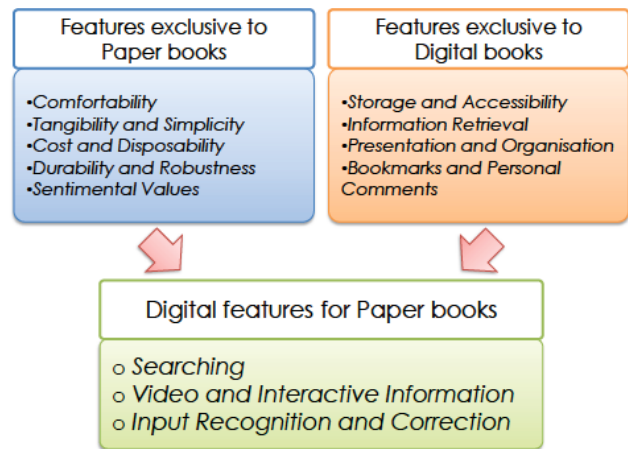 Features exclusive to
Paper books
•Comfortability
•Tangibility and Simplicity
•Cost and Disposability
•Durability and Robustness
•Sentimental Values
Features exclusive to
Digital books
•Storage and Accessibility
•Information Retrieval
•Presentation and Organisation
•Bookmarks and Personal
Comments
Digital features for Paper books
o Searching
o Video and Interactive Information
o Input Recognition and Correction